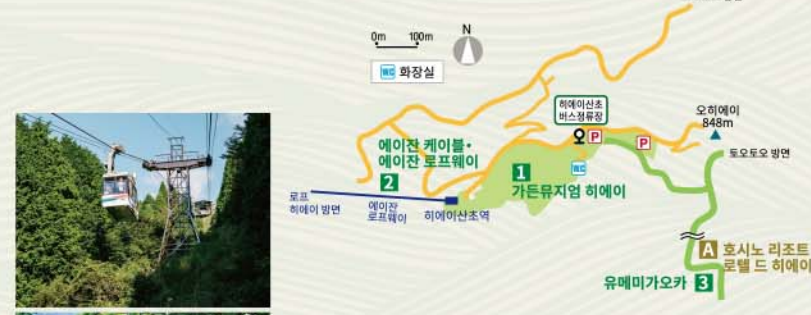 0m 100m
N
WC 화장실
히에이산초
버스정류장
P
P
오히에이
848m
토오토오 방면
에이잔 케이블・
에이잔 로프웨이
2
1
WC
가든뮤지엄 히에이
로프
히에이 방면
에이잔
로프웨이
히에이산초역
A 호시노 리조트
로텔 드 히에이
유메미가오카 3